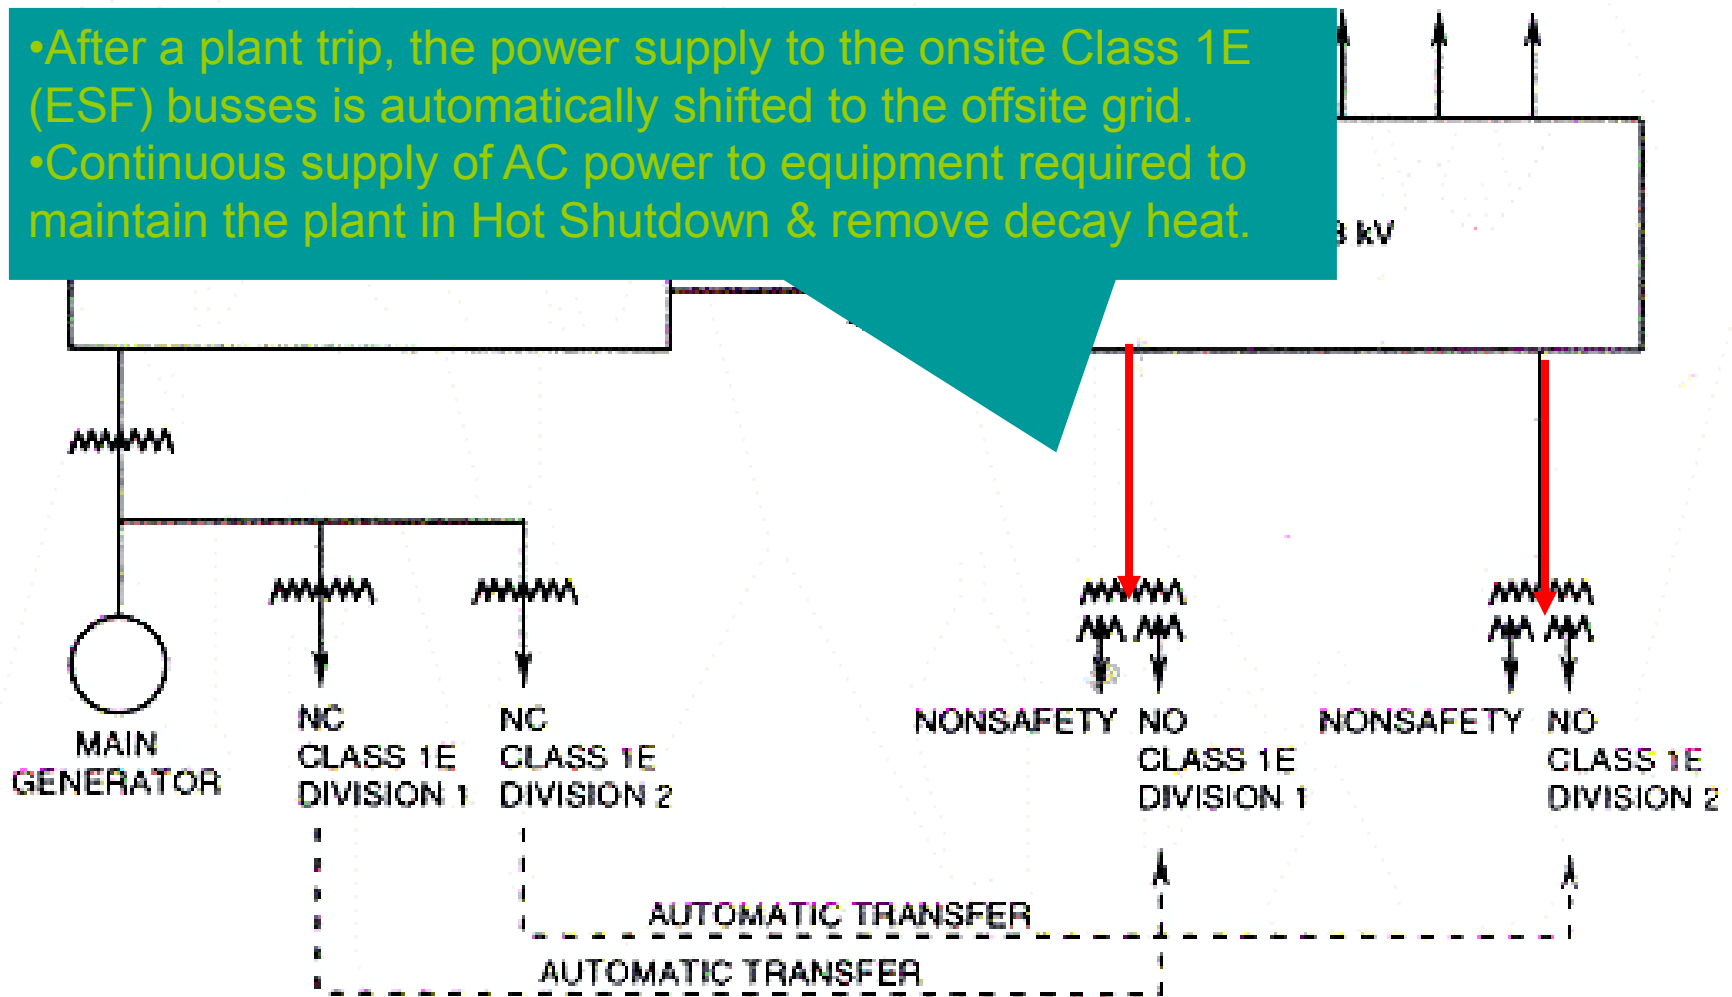 •After a plant trip, the power supply to the onsite Class 1E
(ESF) busses is automatically shifted to the offsite grid.
•Continuous supply of AC power to equipment required to
maintain the plant in Hot Shutdown & remove decay heat.
kV
MAIN
GENERATOR
NC
CLASS 1E
DIVISION 1
NC
CLASS 1E
DIVISION 2
NONSAFETY
NO
CLASS 1E
DIVISION 1
NONSAFETY
NO
CLASS 1E
DIVISION 2
AUTOMATIC TRANSFER
AUTOMATIC TRANSFER